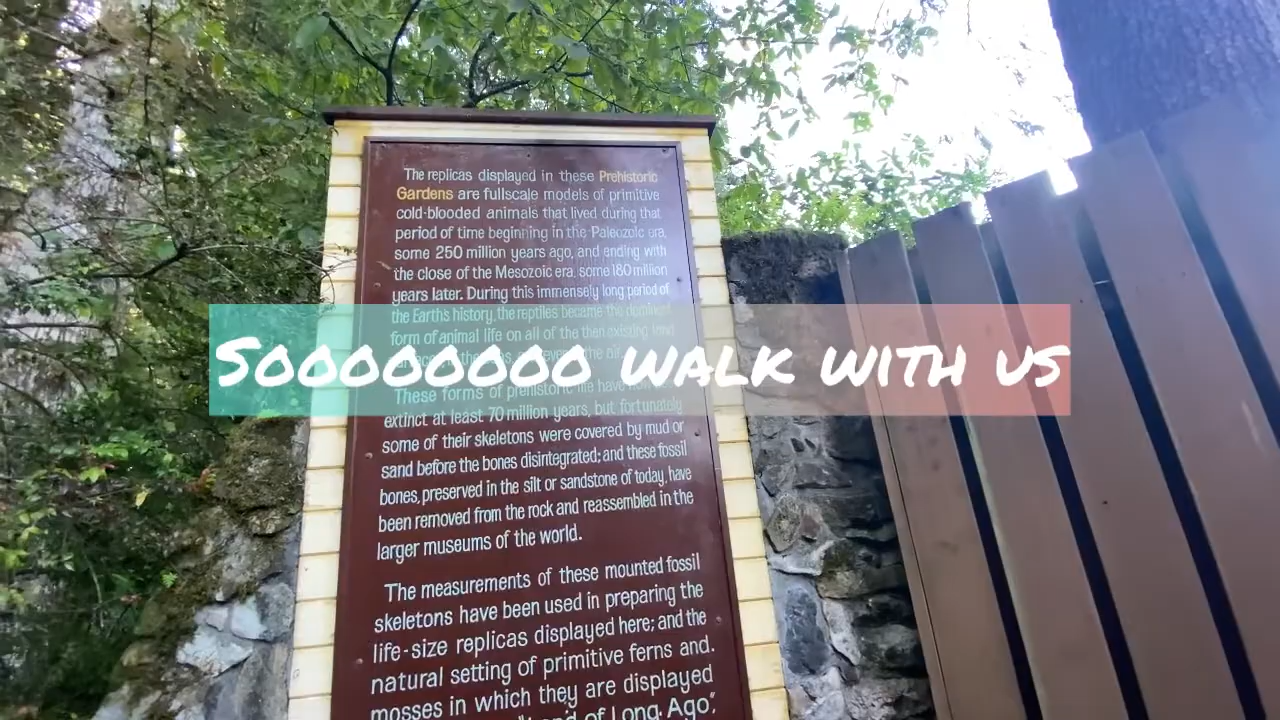 The replicas displayed in these Prehistoric
Gardens are fullscale models of primitive
cold-blooded animals that lived during that
period of time beginning in the Paleozoic era,
some 250 million years ago, and ending with
the close of the Mesozoic era, some 180 million
years later. During this immensely long period of
the Earth's history, the reptiles became the dominant
form of animal life on all of the then existing land
the air.
Soooooooo walk with us
These forms of prehistoric life have
extinct at least 70 million years, but fortunately
some of their skeletons were covered by mud or
sand before the bones disintegrated; and these fossil
bones, preserved in the silt or sandstone of today, have
been removed from the rock and reassembled in the
larger museums of the world.
The measurements of these mounted fossil
skeletons have been used in preparing the
life-size replicas displayed here; and the
natural setting of primitive ferns and.
mosses in which they are displayed
of Long Ago".